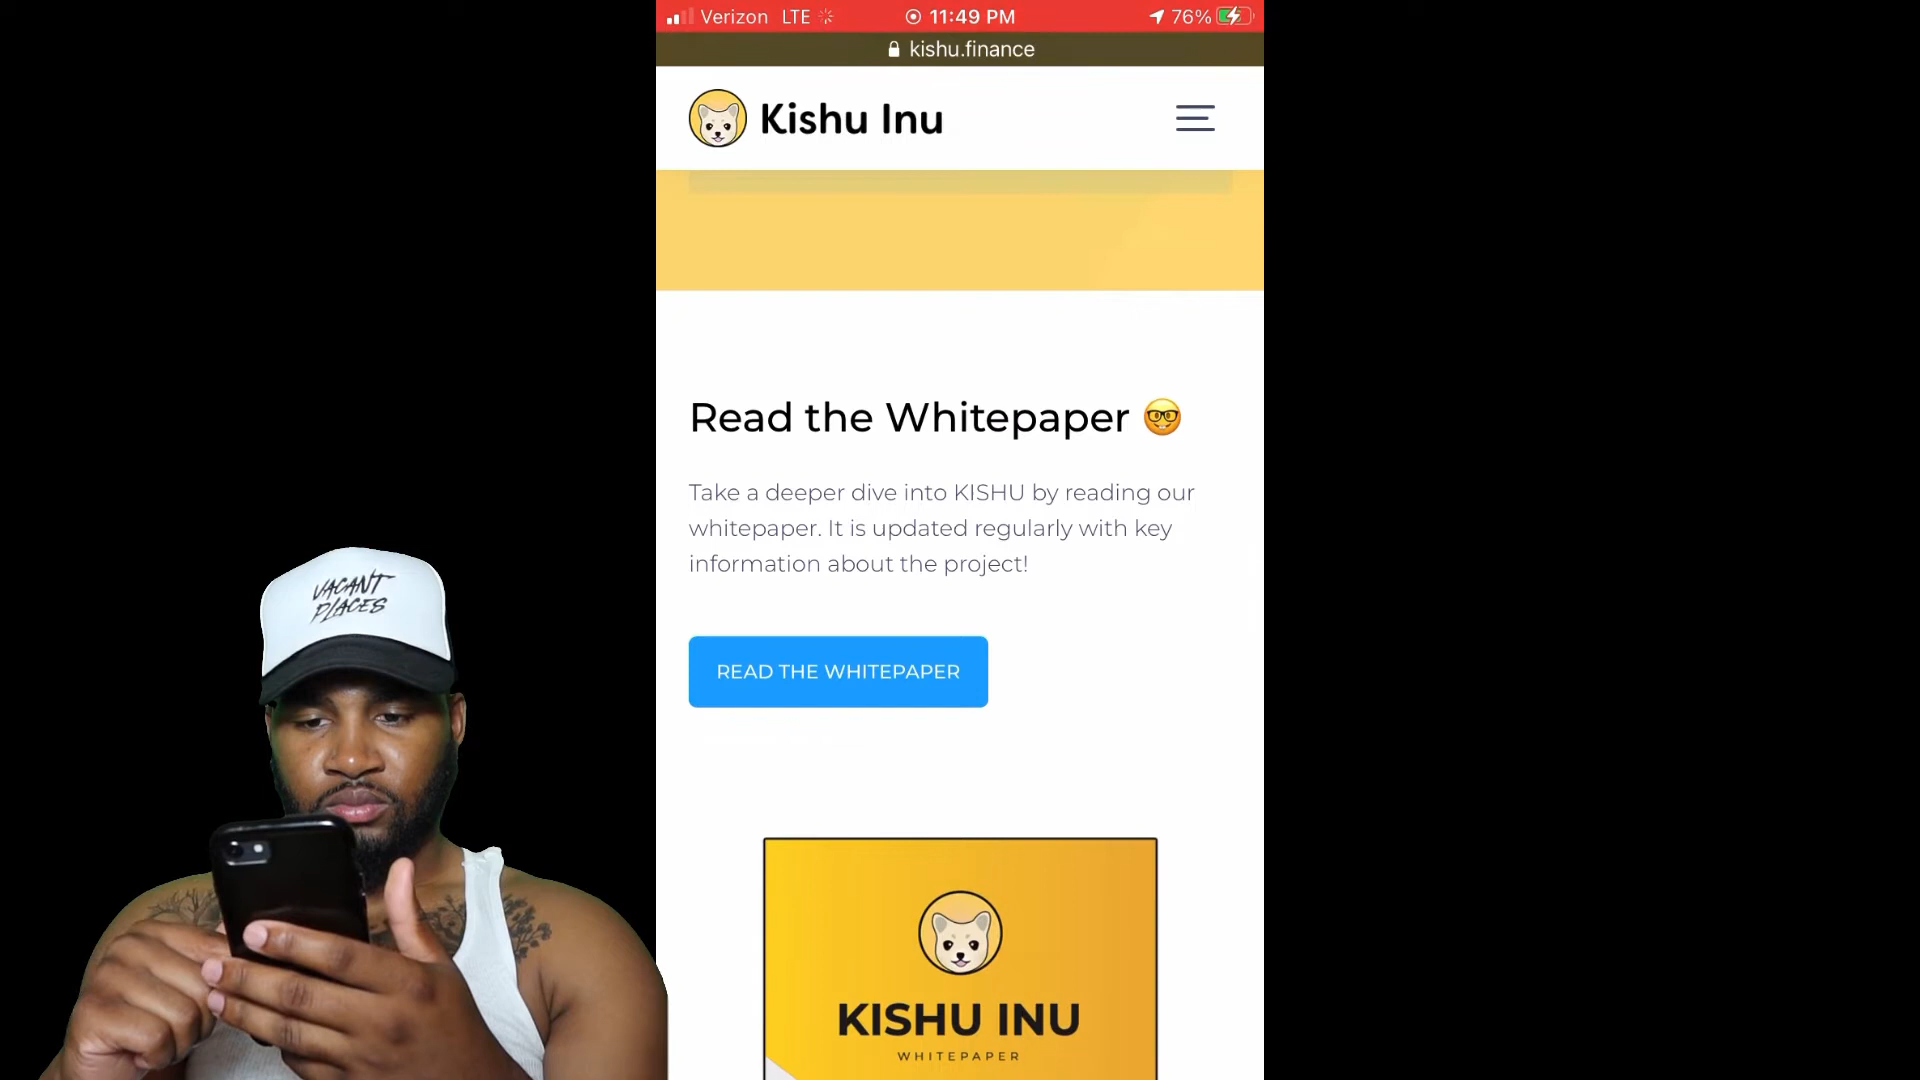 Verizon LTE 11:49 PM 76%
kishu.finance
Kishu Inu
Read the Whitepaper 🤓
Take a deeper dive into KISHU by reading our
whitepaper. It is updated regularly with key
information about the project!
READ THE WHITEPAPER
KISHU INU
WHITEPAPER
VACANT
PLACES